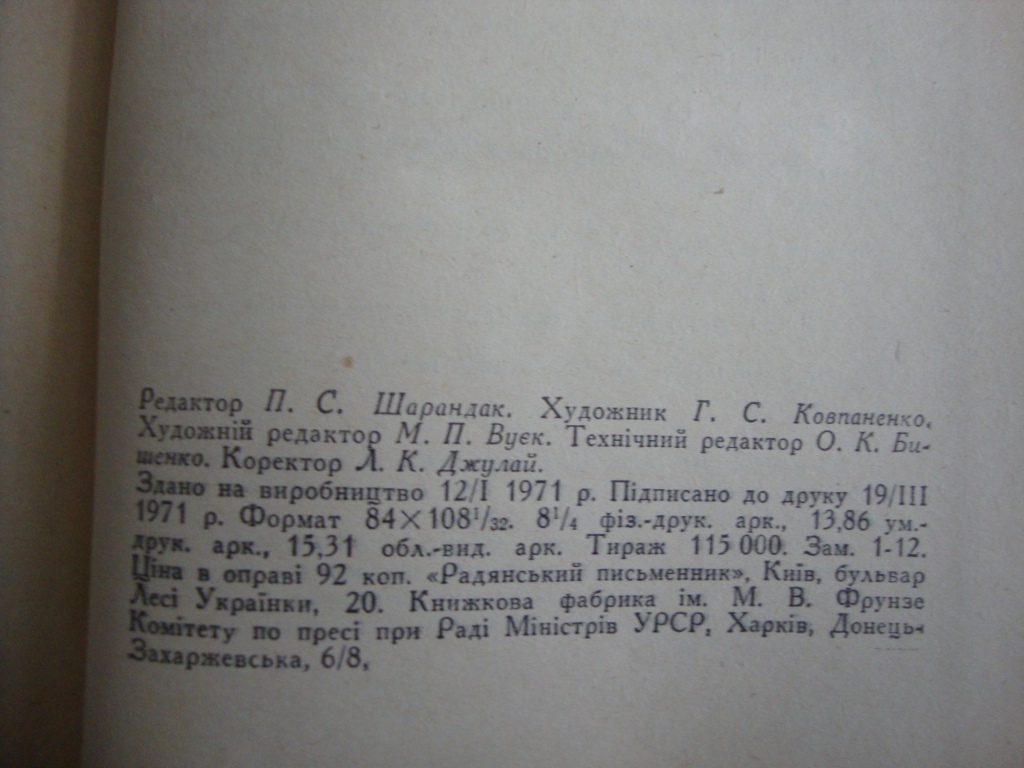 Редактор П. С. Шарандак. Художник Г. С. Ковпаненко.
Художній редактор М. П. Вуєк. Технічний редактор О. К. Би-
шенко. Коректор Л. К. Джулай.
Здано на виробництво 12/I 1971 р. Підписано до друку 19/III
1971 р. Формат 84×108¹/₃₂. 8¹/₄ фіз.-друк. арк., 13,86 ум.-
друк. арк., 15,31 обл.-вид. арк. Тираж 115 000. Зам. 1-12.
Ціна в оправі 92 коп. «Радянський письменник», Київ, бульвар
Лесі Українки, 20. Книжкова фабрика ім. М. В. Фрунзе
Комітету по пресі при Раді Міністрів УРСР, Харків, Донець-
Захаржевська, 6/8.